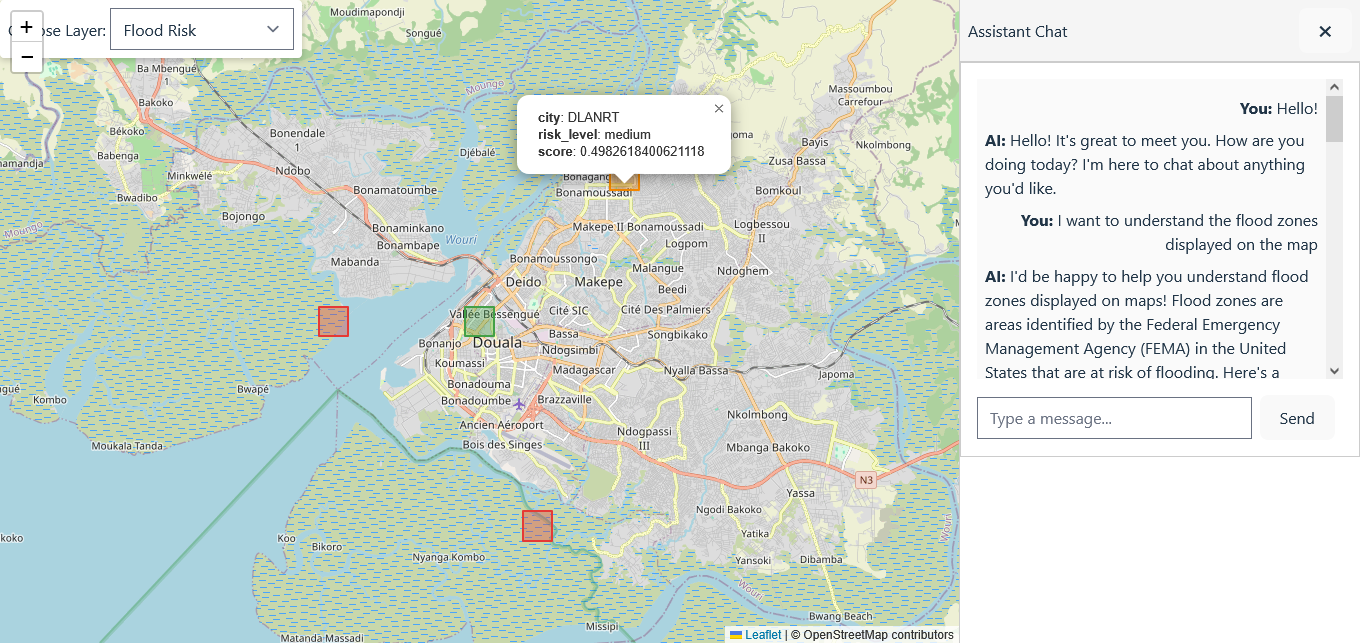 +
ose Layer:
Flood Risk
−
Moudimapondji
Songué
Ba Mbengué
1
Bakoko
Békoko
Babenga
Bwadibo
Bonendale
1
Minkwélé
Ndobo
Bojongo
Bonamatoumbe
Djébalé
Mounge
Moungo
Massoumbou
Carrefour
Bayis
Nkolmbong
Zusa Bassa
Bomkoul
city: DLANRT
risk_level: medium
score: 0.4982618400621118
×
Bonamoussadi
Bonaminkano
Bonambape
Mabanda
Wouri
Makepe II Bonamoussadi
Logbessou
II
Logpom
Bonamoussongo
Malangue
Ndoghem
Deido
Makepe
Beedi
Vallée Bessengué
Cité SIC
Cité Des Palmiers
Bassa
Songbikako
Bonanjo
Douala
Ndogsimbi
Koumassi
Madagascar
Nyalla Bassa
Japoma
Bonadouma
Bonadoumbe
Brazzaville
Ancien Aéroport
Bois des Singes
Ndogpassi
III
Nkolmbong
Mbanga Bakoko
N3
Yassa
Ngodi Bakoko
Yatika
Yansoki
Dibamba
Wouri
Wouri
Bwang Beach
Kombo
Bwapé
Moukala-Tanda
Koo
Bikoro
Nyanga Kombo
Matanda Massadi
Missipi
Leaflet | © OpenStreetMap contributors
Assistant Chat
✕
You: Hello!
AI: Hello! It's great to meet you. How are you
doing today? I'm here to chat about anything
you'd like.
You: I want to understand the flood zones
displayed on the map
AI: I'd be happy to help you understand flood
zones displayed on maps! Flood zones are
areas identified by the Federal Emergency
Management Agency (FEMA) in the United
States that are at risk of flooding. Here's a
Type a message...
Send